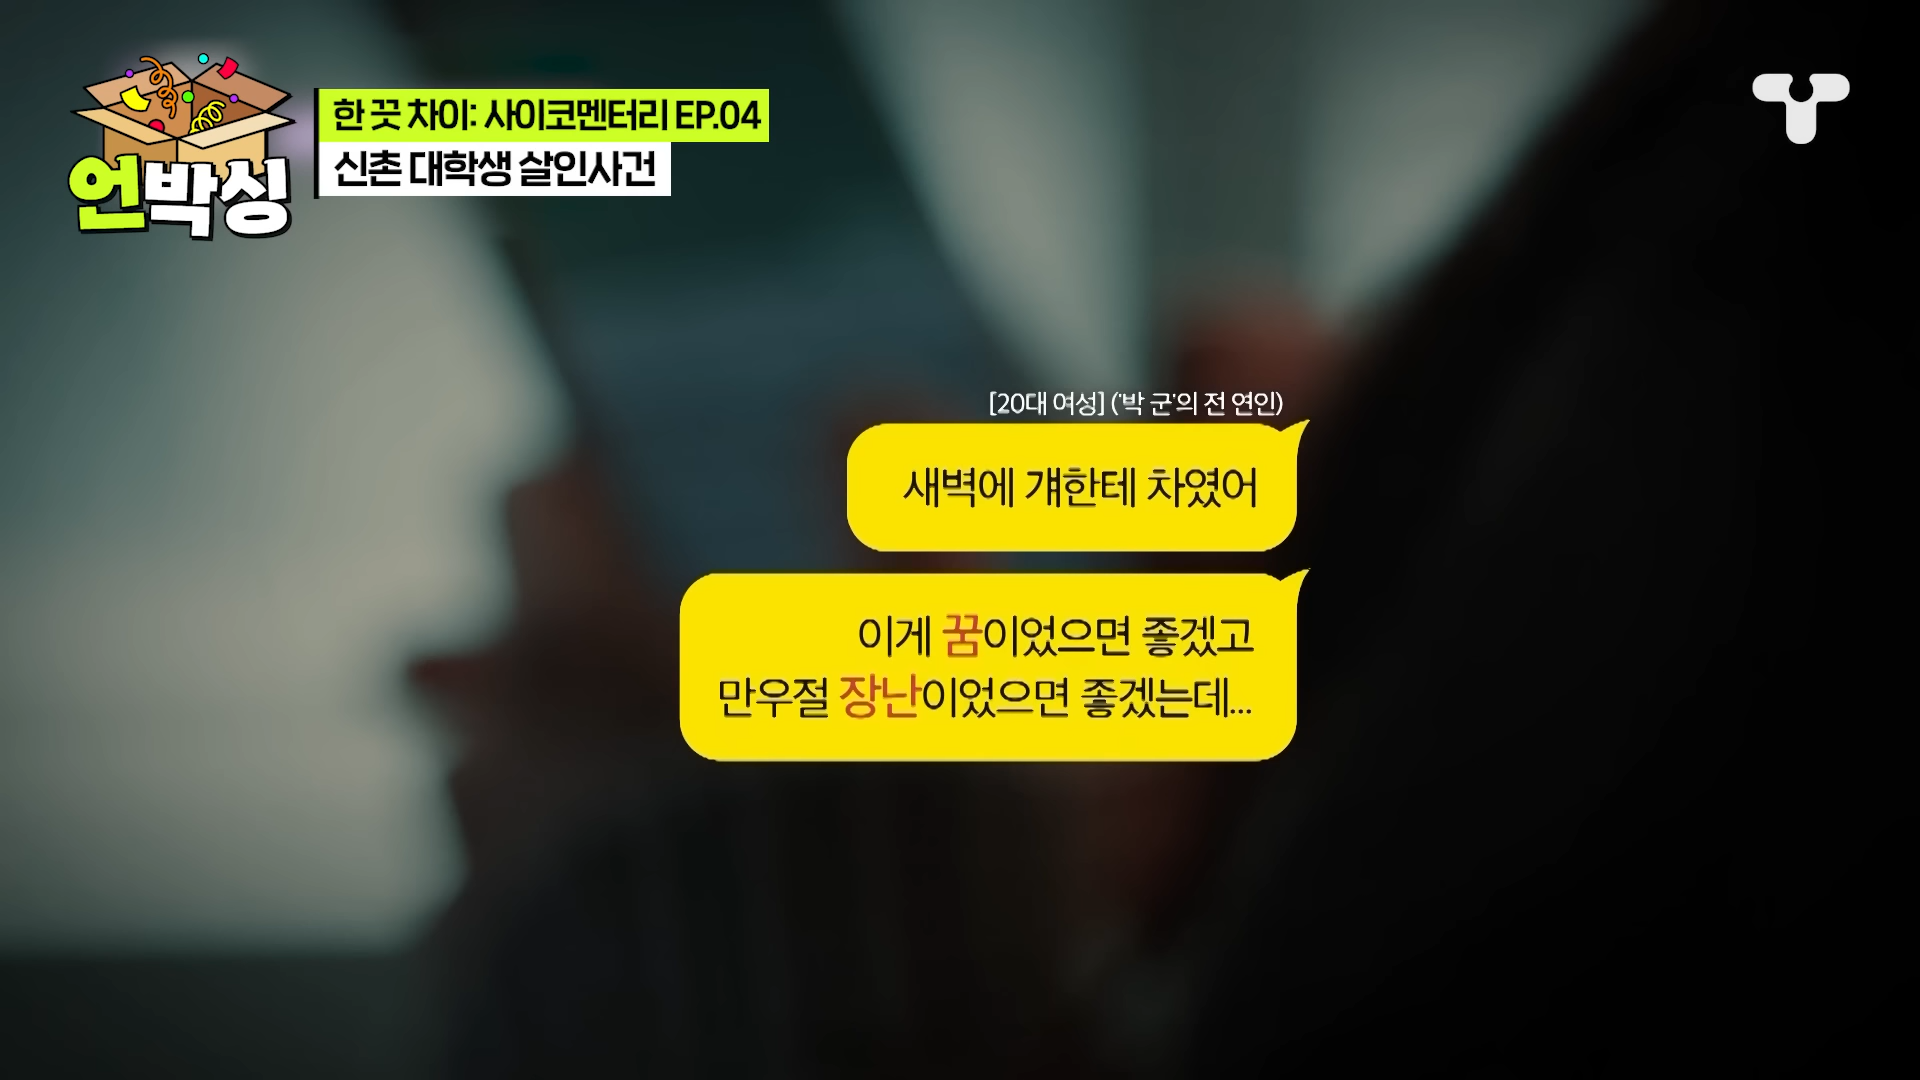 언박싱
한 끗 차이: 사이코멘터리 EP.04
신촌 대학생 살인사건
[20대 여성] ('박 군'의 전 연인)
새벽에 걔한테 차였어
이게 꿈이었으면 좋겠고
만우절 장난이었으면 좋겠는데...